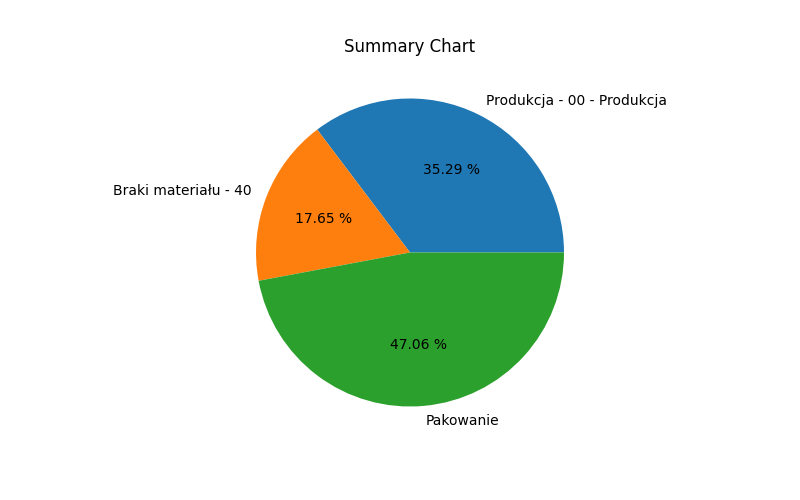 Summary Chart
Produkcja - 00 - Produkcja
35.29 %
Braki materiału - 40
17.65 %
47.06 %
Pakowanie